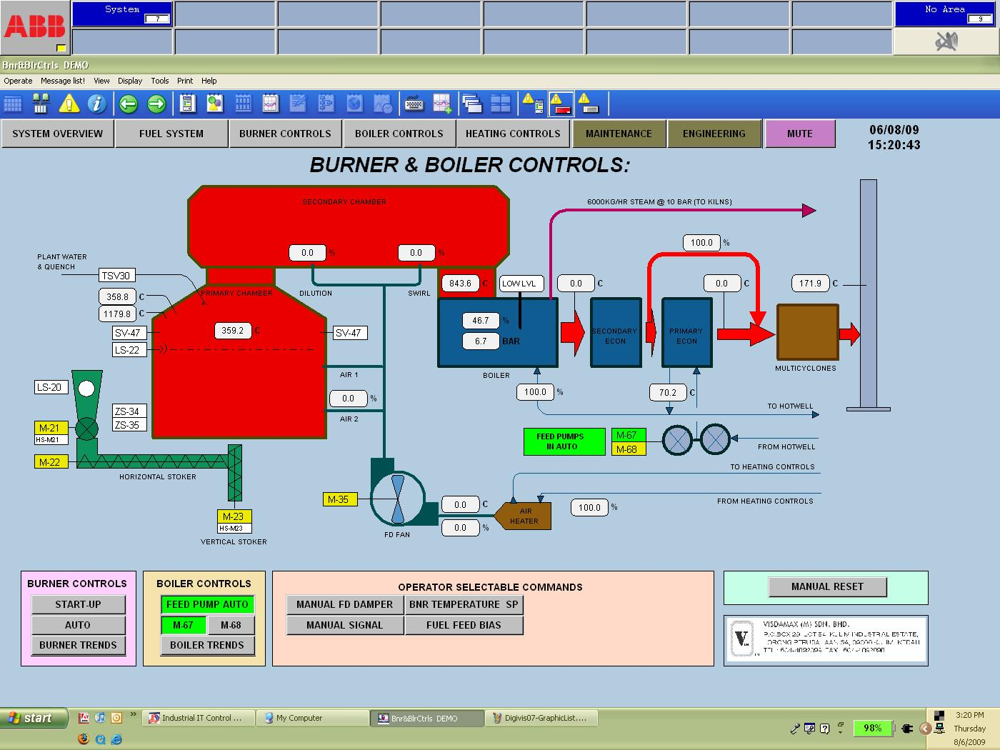 ABB
System
7
No Area
9
Bnr&BlrCtrls DEMO
Operate Message list! View Display Tools Print Help
SYSTEM OVERVIEW FUEL SYSTEM BURNER CONTROLS BOILER CONTROLS HEATING CONTROLS MAINTENANCE ENGINEERING MUTE
06/08/09
15:20:43
BURNER & BOILER CONTROLS:
SECONDARY CHAMBER
6000KG/HR STEAM @ 10 BAR (TO KILNS)
0.0 %
0.0 %
100.0 %
PLANT WATER
& QUENCH
TSV30
PRIMARY CHAMBER
DILUTION
SWIRL
843.6 C
LOW LVL
0.0 C
0.0 C
171.9 C
358.8 C
1179.8 C
SV-47
359.2 C
SV-47
46.7 %
6.7 BAR
SECONDARY
ECON
PRIMARY
ECON
LS-22
MULTICYCLONES
AIR 1
BOILER
LS-20
0.0 %
100.0 %
70.2 C
ZS-34
ZS-35
AIR 2
TO HOTWELL
M-21
HS-M21
FEED PUMPS
IN AUTO
M-67
M-68
FROM HOTWELL
M-22
HORIZONTAL STOKER
TO HEATING CONTROLS
M-35
0.0 C
0.0 %
AIR
HEATER
100.0 %
FROM HEATING CONTROLS
M-23
HS-M23
VERTICAL STOKER
FD FAN
BURNER CONTROLS
START-UP
AUTO
BURNER TRENDS
BOILER CONTROLS
FEED PUMP AUTO
M-67 M-68
BOILER TRENDS
OPERATOR SELECTABLE COMMANDS
MANUAL FD DAMPER BNR TEMPERATURE SP
MANUAL SIGNAL FUEL FEED BIAS
MANUAL RESET
VISDAMAX (M) SDN. BHD.
start
Industrial IT Control ...
My Computer
Bnr&BlrCtrls DEMO
Digivis07-GraphicList....
98%
3:20 PM
Thursday
8/6/2009